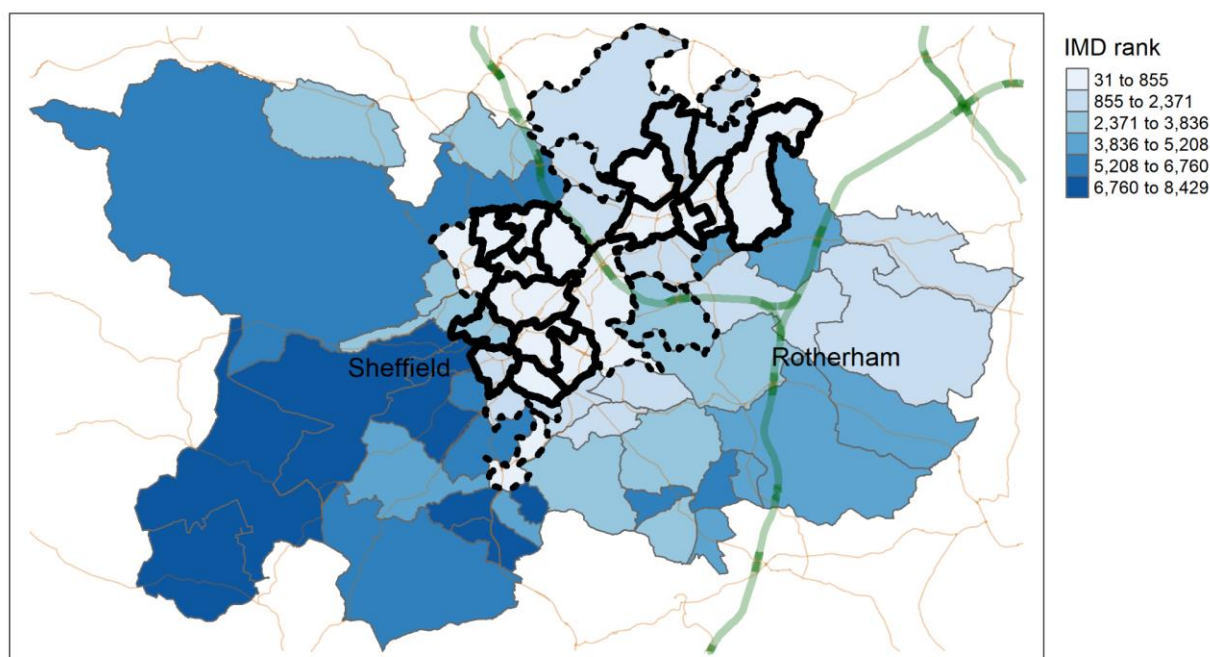 IMD rank
31 to 855
855 to 2,371
2,371 to 3,836
3,836 to 5,208
5,208 to 6,760
6,760 to 8,429
Sheffield
Rotherham